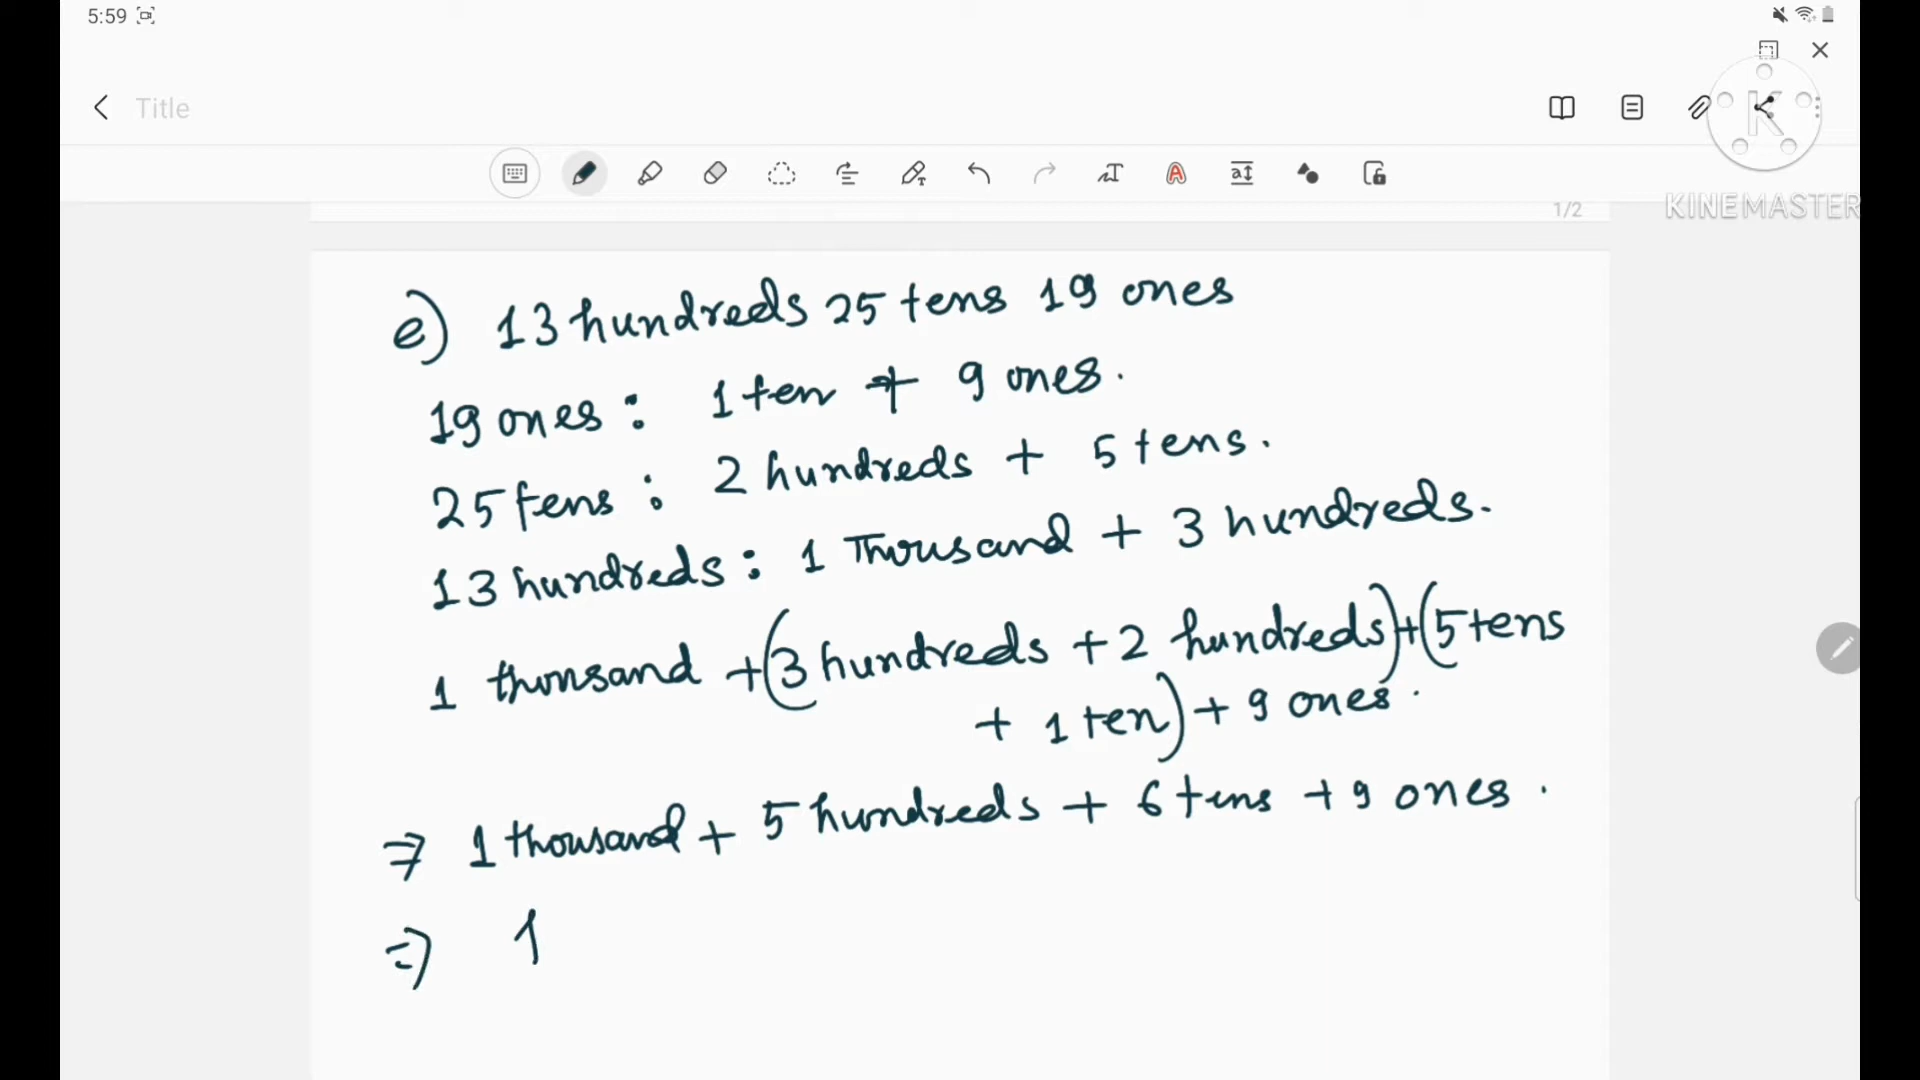 5:59
Title
K
KINEMASTER
1/2
e) 13 hundreds 25 tens 19 ones
19 ones : 1 ten + 9 ones.
25 tens : 2 hundreds + 5 tens.
13 hundreds : 1 Thousand + 3 hundreds.
1 thousand + (3 hundreds + 2 hundreds) + (5 tens
+ 1 ten) + 9 ones.
⇒ 1 thousand + 5 hundreds + 6 tens + 9 ones.
⇒ 1